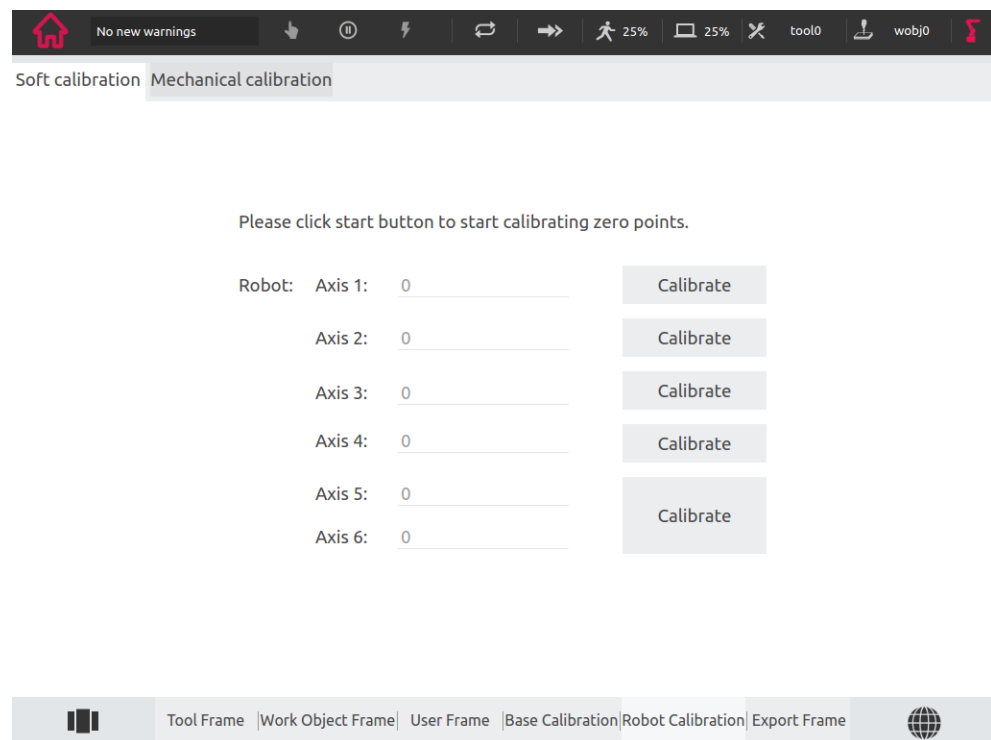 No new warnings 25% 25% tool0 wobj0
Soft calibration Mechanical calibration
Please click start button to start calibrating zero points.
Robot: Axis 1: 0 Calibrate
Axis 2: 0 Calibrate
Axis 3: 0 Calibrate
Axis 4: 0 Calibrate
Axis 5: 0
Calibrate
Axis 6: 0
Tool Frame Work Object Frame User Frame Base Calibration Robot Calibration Export Frame